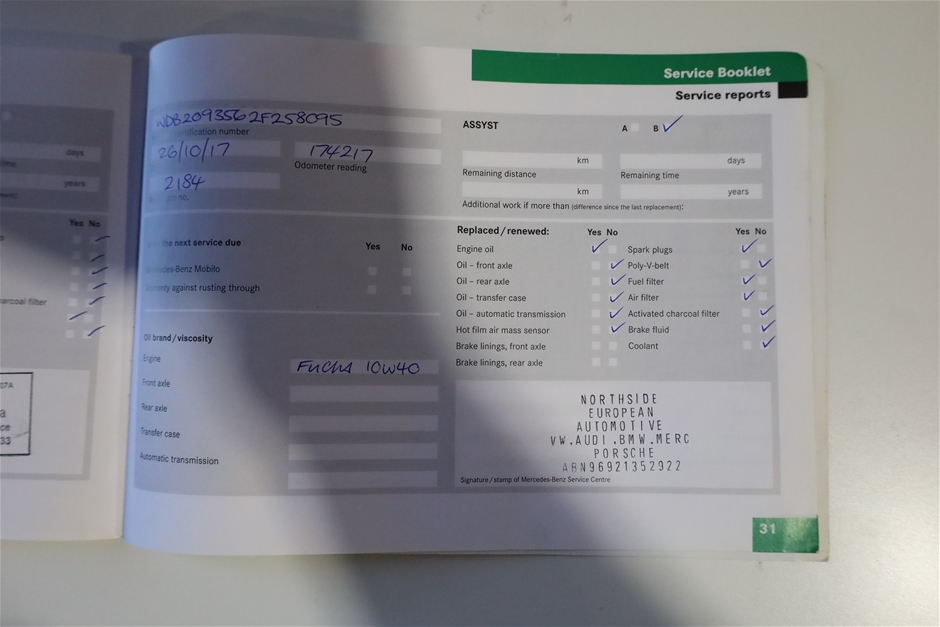 Service Booklet
Service reports
WDB2093562F258095
number
26/10/17
174217
Odometer reading
2184
no.
the next service due
Yes No
Mobilo
against rusting through
Oil brand/viscosity
Engine
FUCHS 10W40
Front axle
Rear axle
Transfer case
Automatic transmission
ASSYST
A B
km
days
Remaining distance
Remaining time
km
years
Additional work if more than (difference since the last replacement):
Replaced/renewed:
Yes No
Yes No
Engine oil
Spark plugs
Oil – front axle
Poly-V-belt
Oil – rear axle
Fuel filter
Oil – transfer case
Air filter
Oil – automatic transmission
Activated charcoal filter
Hot film air mass sensor
Brake fluid
Brake linings, front axle
Coolant
Brake linings, rear axle
NORTHSIDE
EUROPEAN
AUTOMOTIVE
VW.AUDI.BMW.MERC
PORSCHE
ABN96921352922
Signature/stamp of Mercedes-Benz Service Centre
31
days
years
Yes No
charcoal filter
33